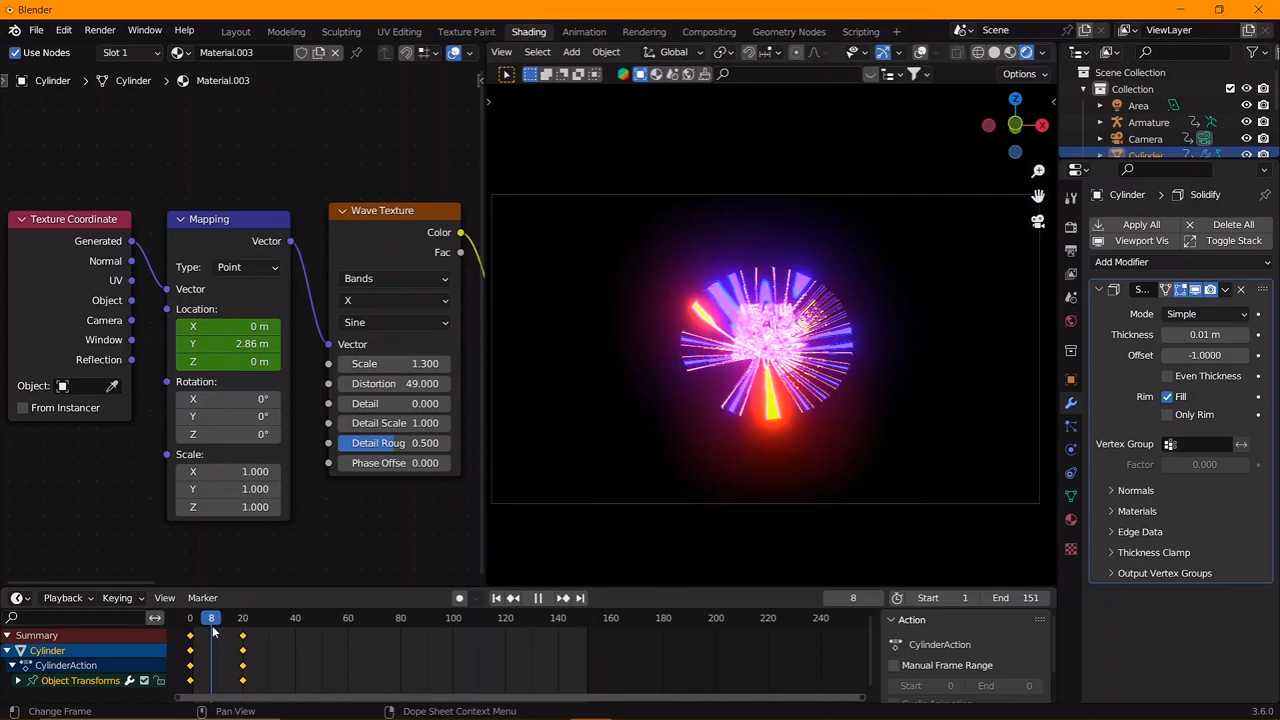 Blender
File Edit Render Window Help
Layout Modeling Sculpting UV Editing Texture Paint Shading Animation Rendering Compositing Geometry Nodes Scripting +
Scene
ViewLayer
Use Nodes
Slot 1
Material.003
View Select Add Object
Global
Cylinder > Cylinder > Material.003
Options
Z
X
Scene Collection
Collection
Area
Armature
Camera
Cylinder
Cylinder > Solidify
Apply All
Delete All
Viewport Vis
Toggle Stack
Add Modifier
S...
Mode Simple
Thickness 0.01 m
Offset -1.0000
Even Thickness
Rim Fill
Only Rim
Vertex Group
Factor 0.000
Normals
Materials
Edge Data
Thickness Clamp
Output Vertex Groups
Texture Coordinate
Generated
Normal
UV
Object
Camera
Window
Reflection
Object:
From Instancer
Mapping
Vector
Type: Point
Vector
Location:
X 0 m
Y 2.86 m
Z 0 m
Rotation:
X 0°
Y 0°
Z 0°
Scale:
X 1.000
Y 1.000
Z 1.000
Wave Texture
Color
Fac
Bands
X
Sine
Vector
Scale 1.300
Distortion 49.000
Detail 0.000
Detail Scale 1.000
Detail Roug 0.500
Phase Offse 0.000
Playback Keying View Marker
8
Start 1
End 151
0 8 20 40 60 80 100 120 140 160 180 200 220 240
Summary
Cylinder
CylinderAction
Object Transforms
Action
CylinderAction
Manual Frame Range
Start 0 End 0
Change Frame
Pan View
Dope Sheet Context Menu
3.6.0